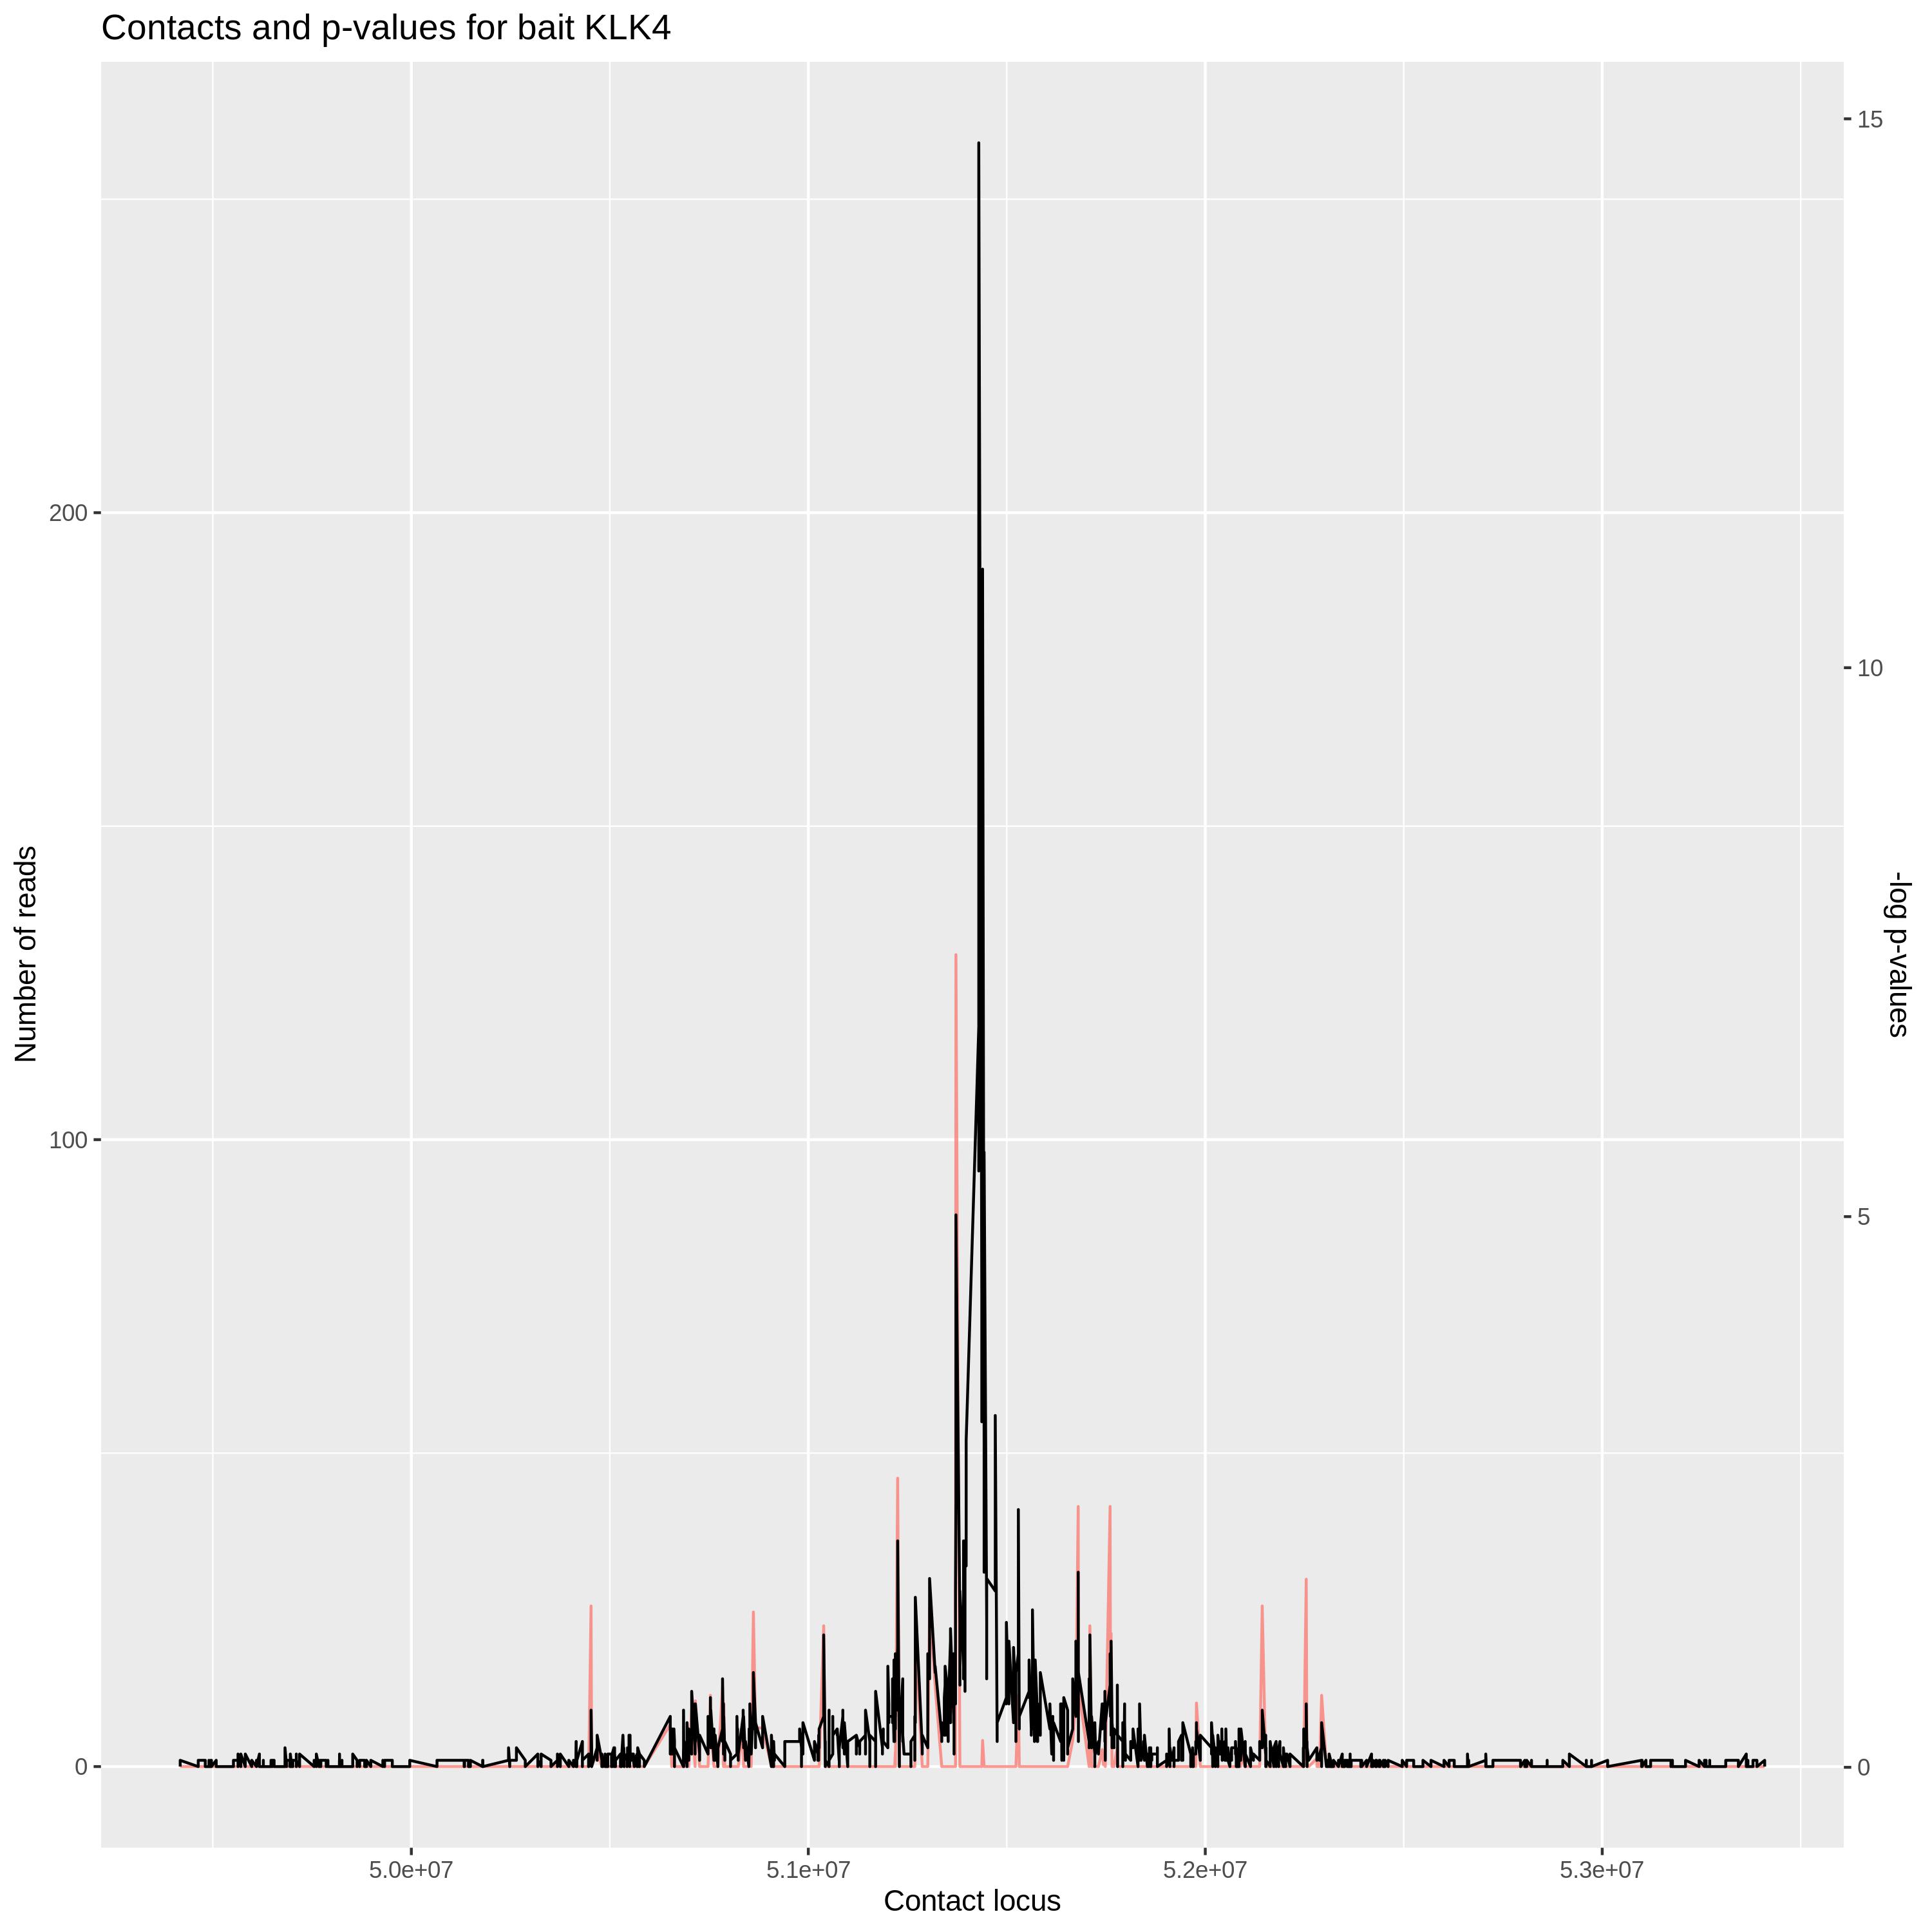 Contacts and p-values for bait KLK4
15
200
10
Number of reads
-log p-values
100
5
0
0
5.0e+07
5.1e+07
5.2e+07
5.3e+07
Contact locus